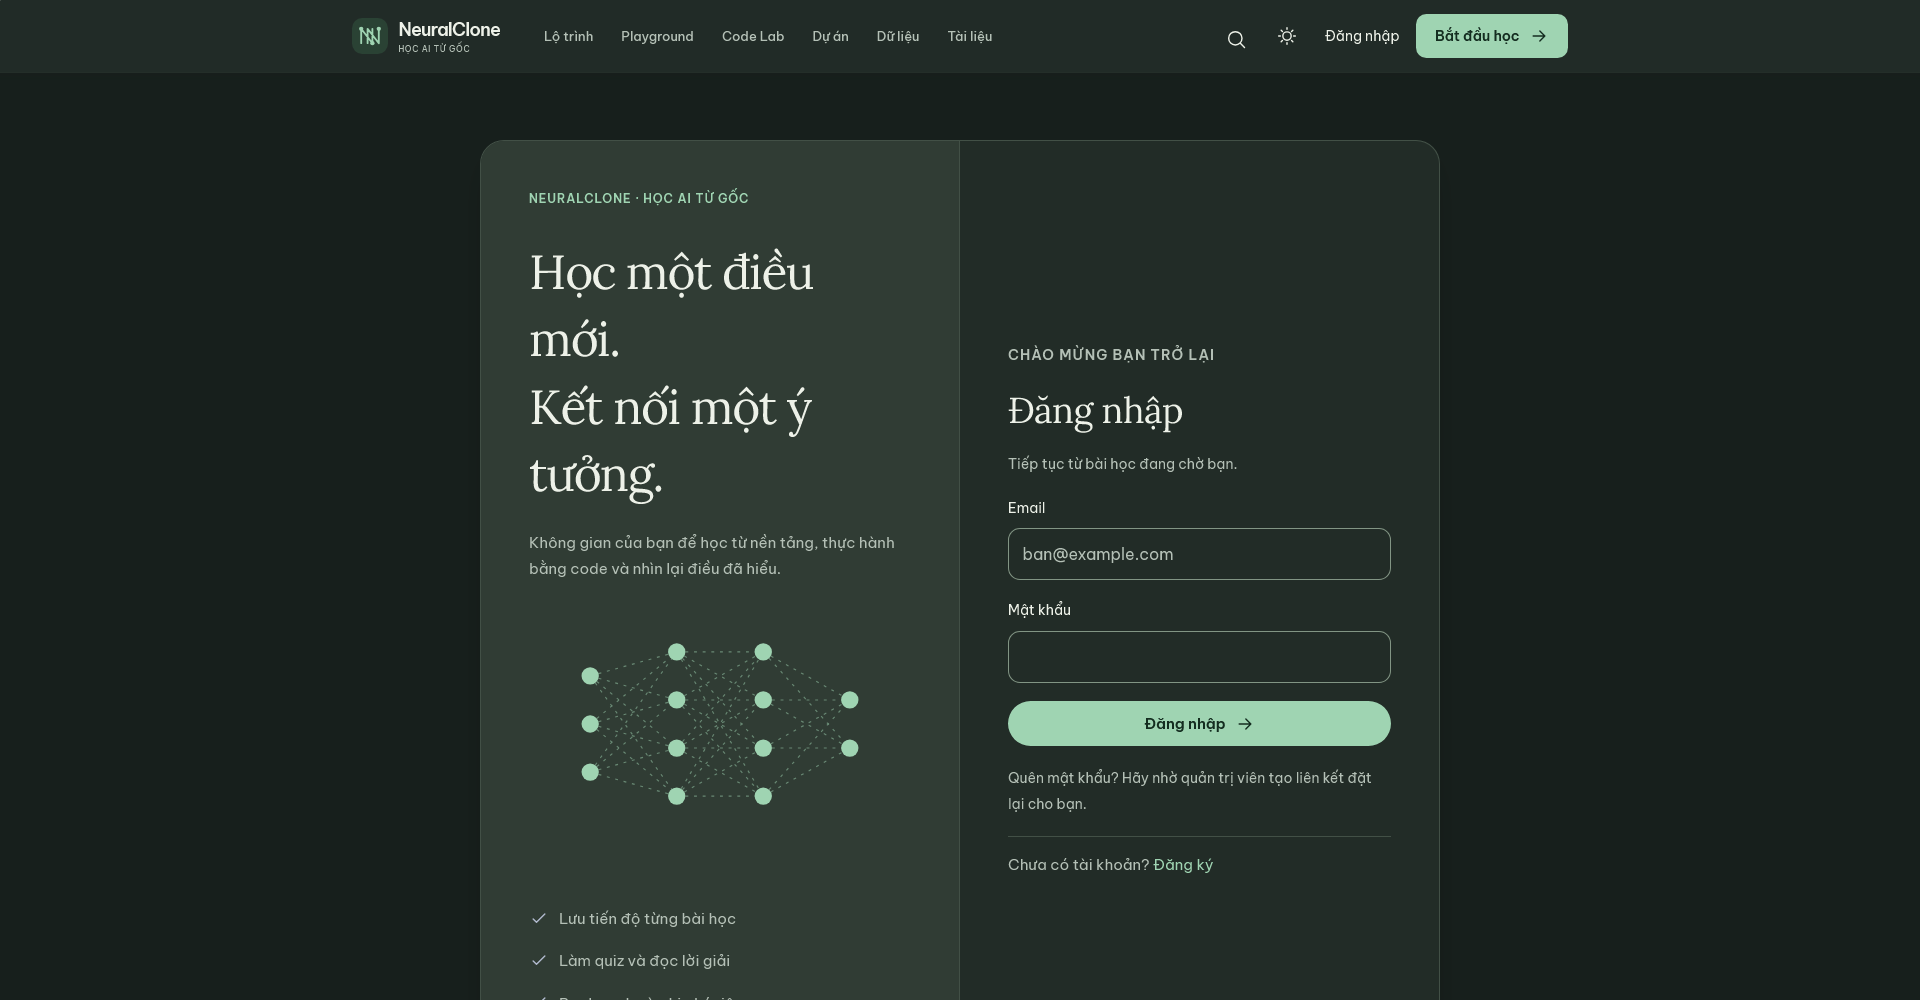 NeuralClone
HỌC AI TỪ GỐC
Lộ trình
Playground
Code Lab
Dự án
Dữ liệu
Tài liệu
Đăng nhập
Bắt đầu học
NEURALCLONE · HỌC AI TỪ GỐC
Học một điều
mới.
Kết nối một ý
tưởng.
Không gian của bạn để học từ nền tảng, thực hành
bằng code và nhìn lại điều đã hiểu.
Lưu tiến độ từng bài học
Làm quiz và đọc lời giải
CHÀO MỪNG BẠN TRỞ LẠI
Đăng nhập
Tiếp tục từ bài học đang chờ bạn.
Email
ban@example.com
Mật khẩu
Đăng nhập
Quên mật khẩu? Hãy nhờ quản trị viên tạo liên kết đặt
lại cho bạn.
Chưa có tài khoản? Đăng ký